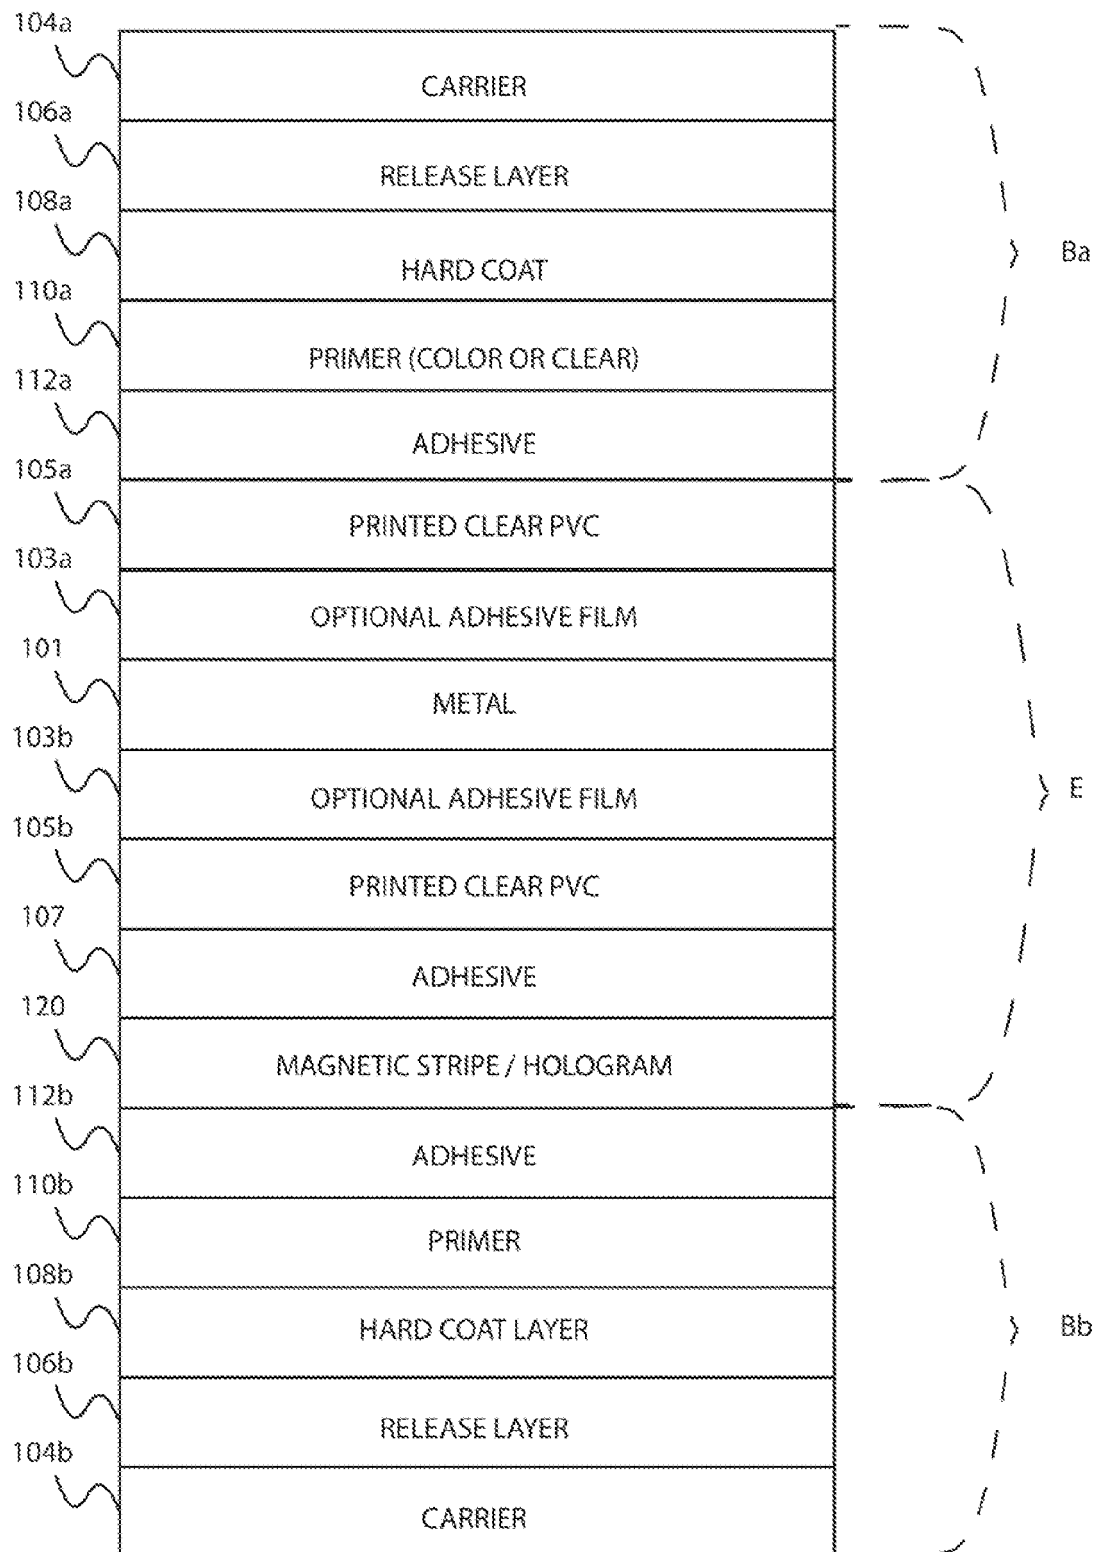 104a
CARRIER
106a
RELEASE LAYER
108a
HARD COAT
Ba
110a
PRIMER (COLOR OR CLEAR)
112a
ADHESIVE
105a
PRINTED CLEAR PVC
103a
OPTIONAL ADHESIVE FILM
101
METAL
103b
OPTIONAL ADHESIVE FILM
E
105b
PRINTED CLEAR PVC
107
ADHESIVE
120
MAGNETIC STRIPE / HOLOGRAM
112b
ADHESIVE
110b
PRIMER
108b
HARD COAT LAYER
Bb
106b
RELEASE LAYER
104b
CARRIER